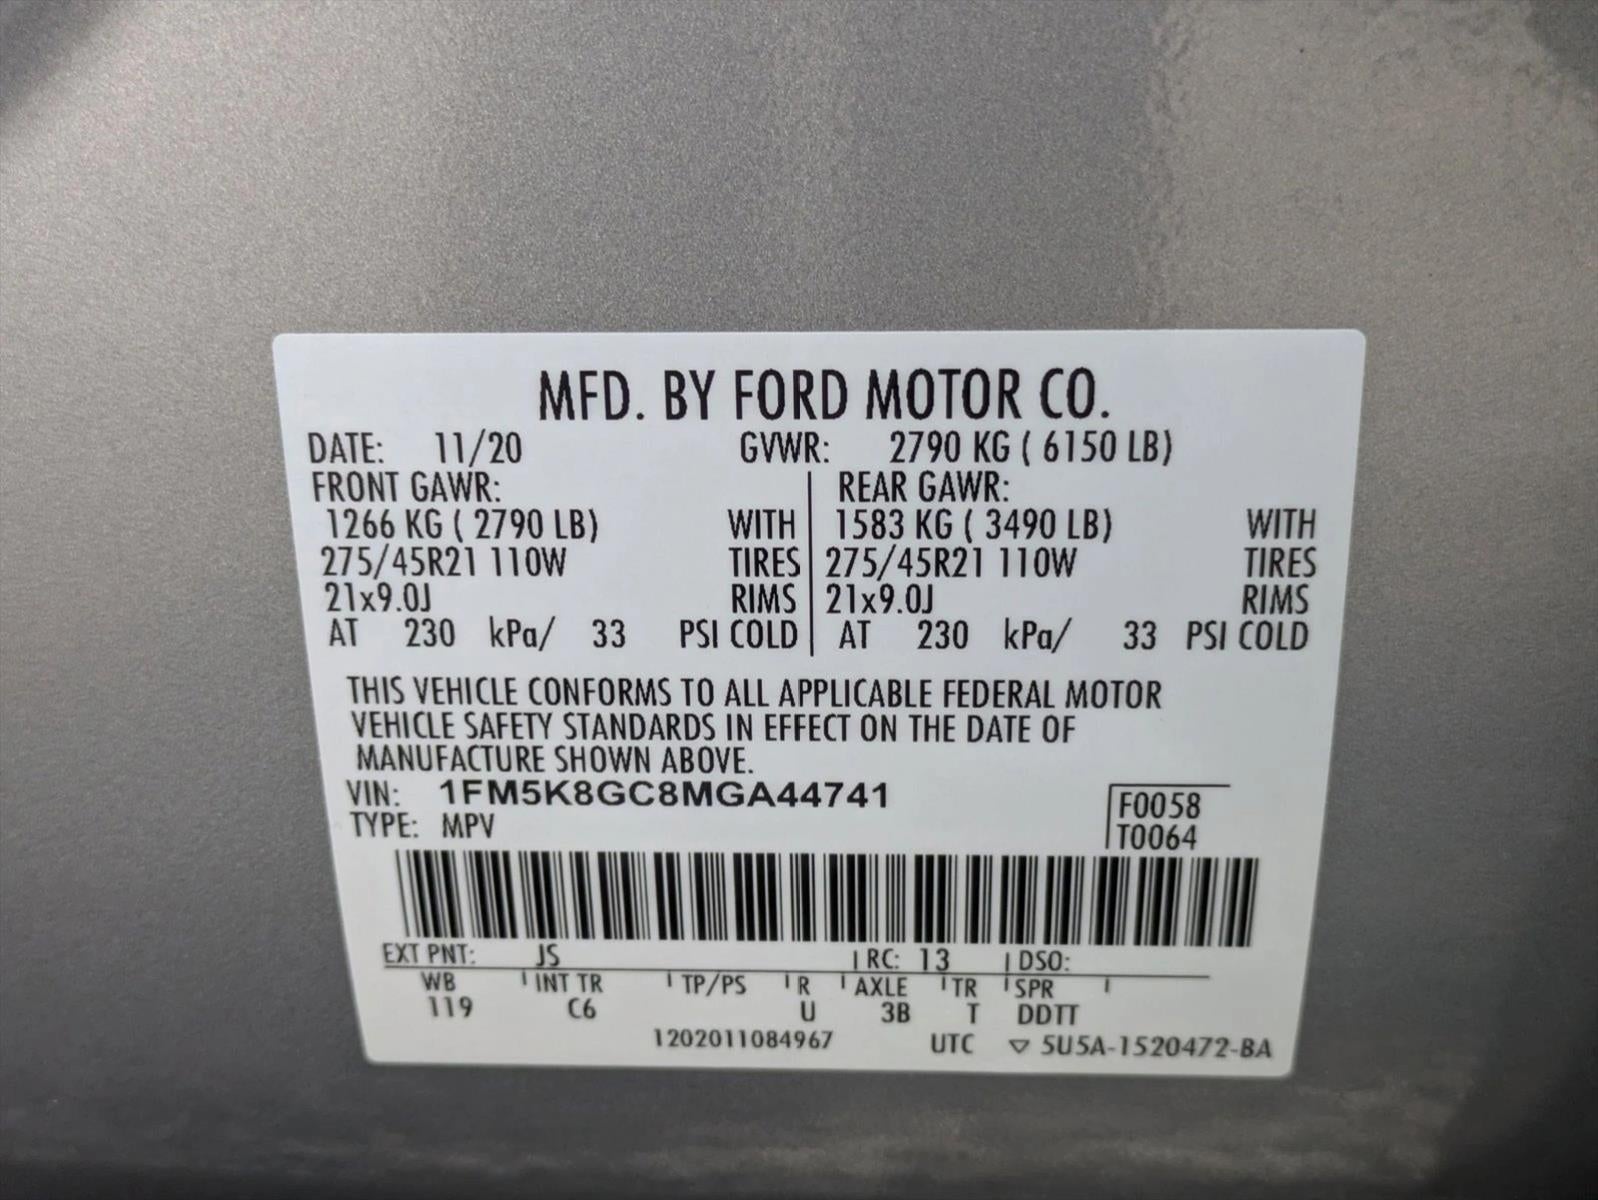 MFD. BY FORD MOTOR CO.
DATE: 11/20 GVWR: 2790 KG ( 6150 LB)
FRONT GAWR: REAR GAWR:
1266 KG ( 2790 LB) WITH 1583 KG ( 3490 LB) WITH
275/45R21 110W TIRES 275/45R21 110W TIRES
21x9.0J RIMS 21x9.0J RIMS
AT 230 kPa/ 33 PSI COLD AT 230 kPa/ 33 PSI COLD
THIS VEHICLE CONFORMS TO ALL APPLICABLE FEDERAL MOTOR
VEHICLE SAFETY STANDARDS IN EFFECT ON THE DATE OF
MANUFACTURE SHOWN ABOVE.
VIN: 1FM5K8GC8MGA44741 F0058
TYPE: MPV T0064
EXT PNT: JS RC: 13 DSO:
WB INT TR TP/PS R AXLE TR SPR
119 C6 U 3B T DDTT
1202011084967 UTC ▽ 5U5A-1520472-BA